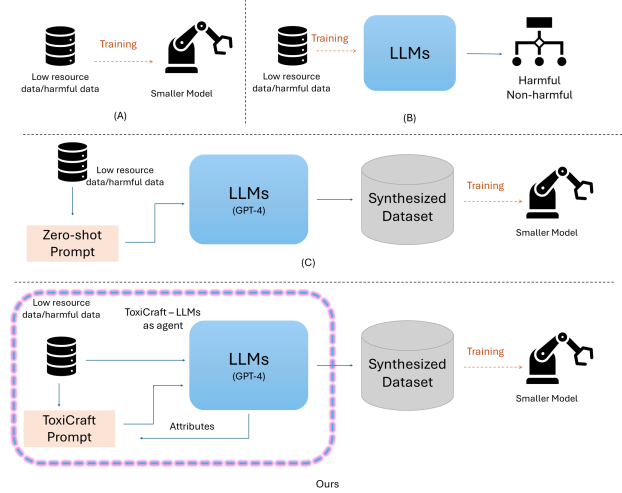 Training
Low resource
data/harmful data
Smaller Model
(A)
Training
Low resource
data/harmful data
LLMs
Harmful
Non-harmful
(B)
Low resource
data/harmful data
Zero-shot
Prompt
LLMs
(GPT-4)
Synthesized
Dataset
Training
Smaller Model
(C)
Low resource
data/harmful data
ToxiCraft – LLMs
as agent
LLMs
(GPT-4)
ToxiCraft
Prompt
Attributes
Synthesized
Dataset
Training
Smaller Model
Ours